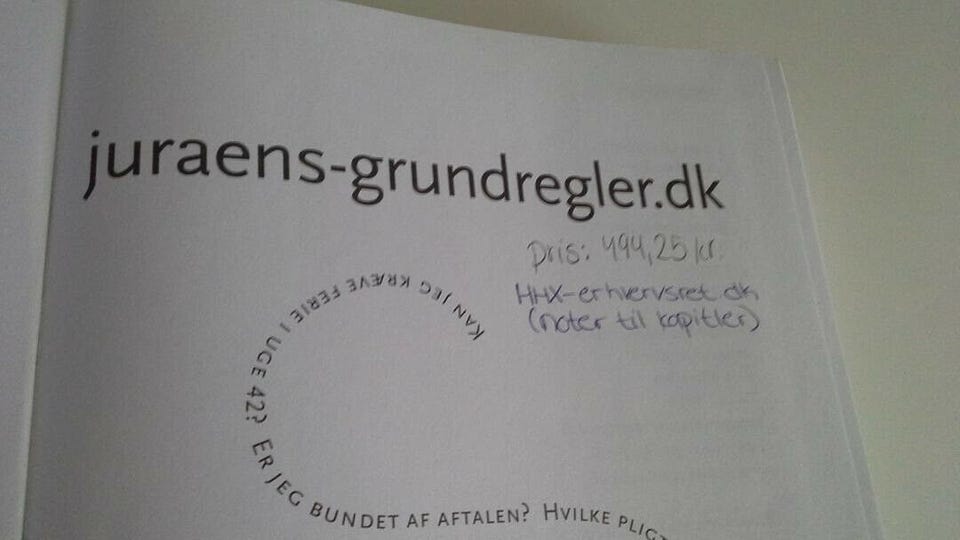 juraens-grundregler.dk
pris: 494,25 kr.
HHX-erhvervsret.dk
(noter til kapitler)
KAN JEG KRÆVE FERIE I UGE 42? ER JEG BUNDET AF AFTALEN? HVILKE PLIGT